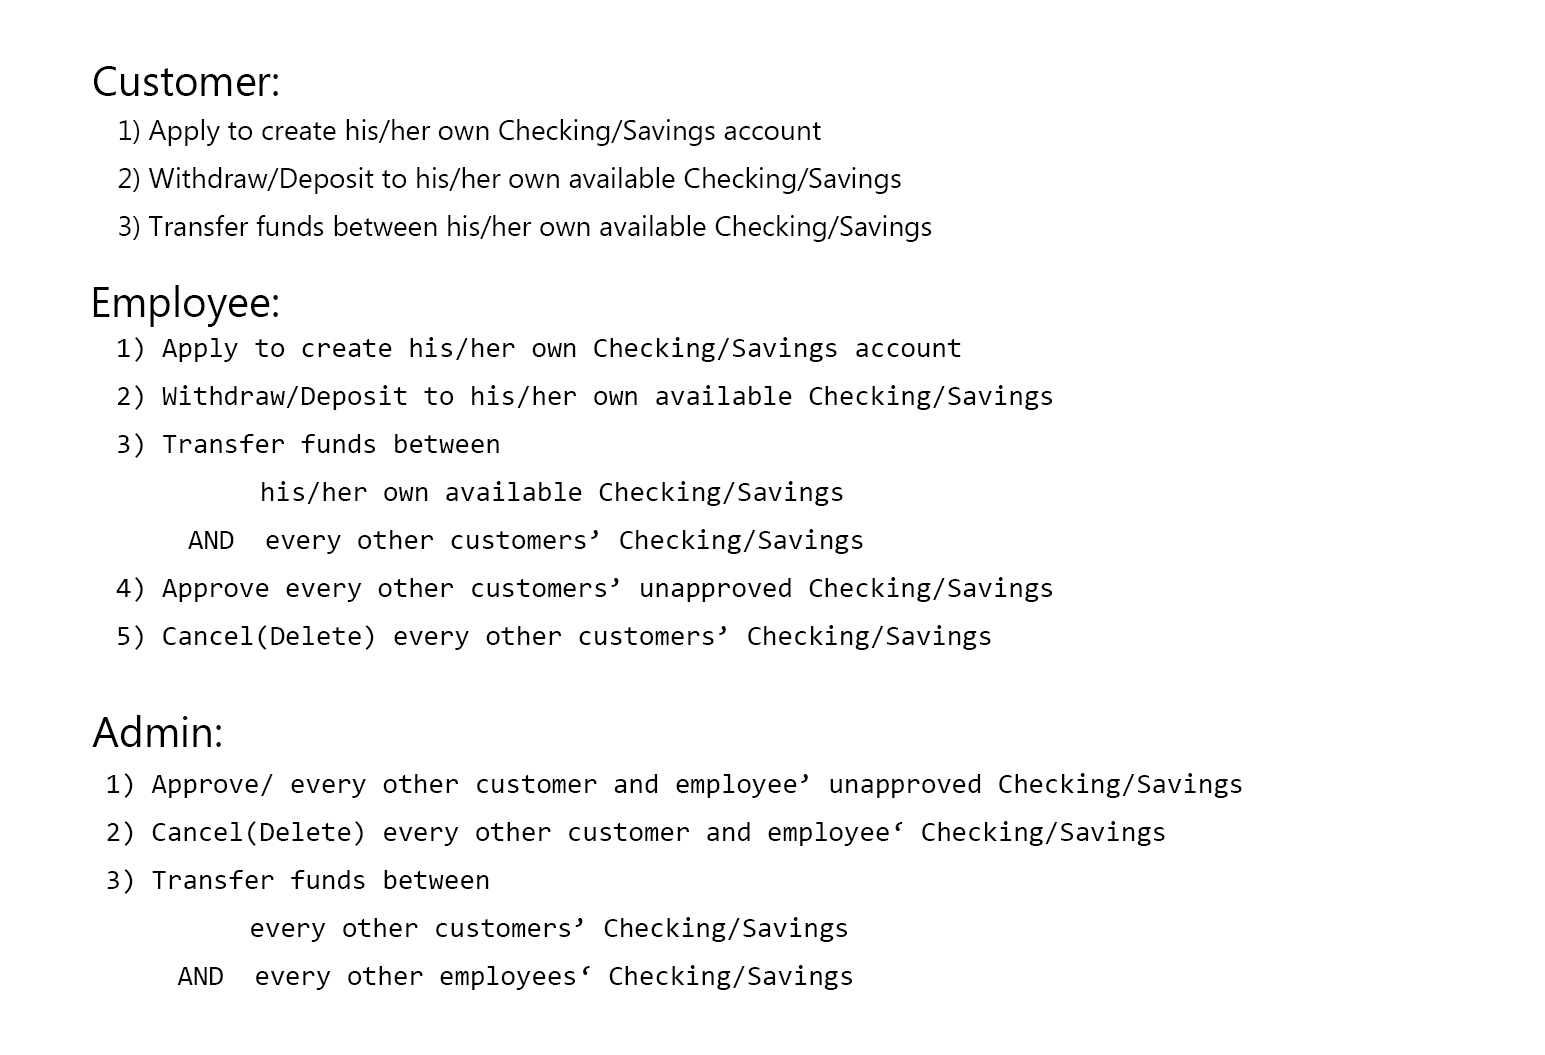 Customer:
1) Apply to create his/her own Checking/Savings account
2) Withdraw/Deposit to his/her own available Checking/Savings
3) Transfer funds between his/her own available Checking/Savings
Employee:
1) Apply to create his/her own Checking/Savings account
2) Withdraw/Deposit to his/her own available Checking/Savings
3) Transfer funds between
his/her own available Checking/Savings
AND every other customers’ Checking/Savings
4) Approve every other customers’ unapproved Checking/Savings
5) Cancel(Delete) every other customers’ Checking/Savings
Admin:
1) Approve/ every other customer and employee’ unapproved Checking/Savings
2) Cancel(Delete) every other customer and employee‘ Checking/Savings
3) Transfer funds between
every other customers’ Checking/Savings
AND every other employees‘ Checking/Savings